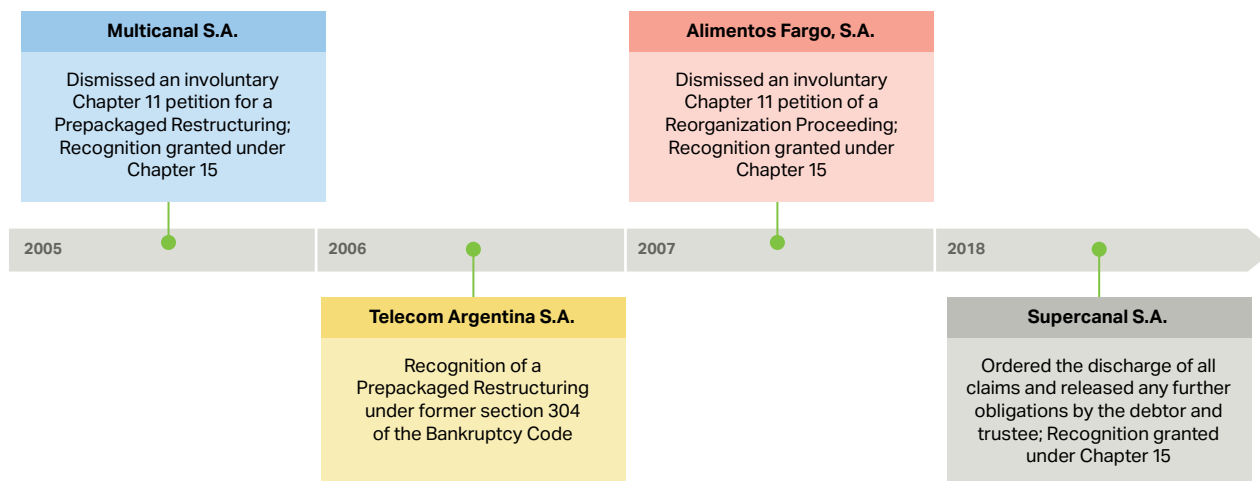 Multicanal S.A.
Dismissed an involuntary
Chapter 11 petition for a
Prepackaged Restructuring;
Recognition granted under
Chapter 15
Alimentos Fargo, S.A.
Dismissed an involuntary
Chapter 11 petition of a
Reorganization Proceeding;
Recognition granted under
Chapter 15
2005
2006
2007
2018
Telecom Argentina S.A.
Recognition of a
Prepackaged Restructuring
under former section 304
of the Bankruptcy Code
Supercanal S.A.
Ordered the discharge of all
claims and released any further
obligations by the debtor and
trustee; Recognition granted
under Chapter 15